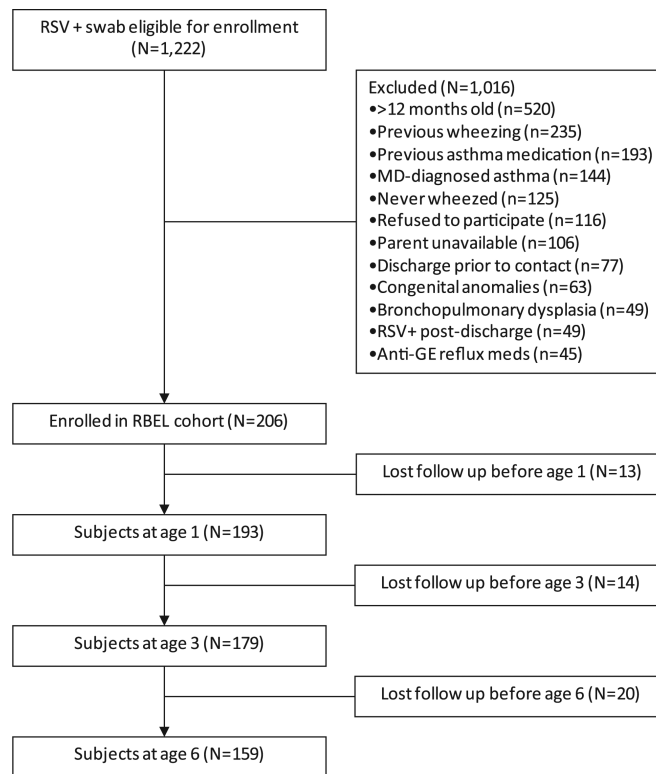 RSV + swab eligible for enrollment
(N=1,222)
Excluded (N=1,016)
•>12 months old (n=520)
•Previous wheezing (n=235)
•Previous asthma medication (n=193)
•MD-diagnosed asthma (n=144)
•Never wheezed (n=125)
•Refused to participate (n=116)
•Parent unavailable (n=106)
•Discharge prior to contact (n=77)
•Congenital anomalies (n=63)
•Bronchopulmonary dysplasia (n=49)
•RSV+ post-discharge (n=49)
•Anti-GE reflux meds (n=45)
Enrolled in RBEL cohort (N=206)
Lost follow up before age 1 (N=13)
Subjects at age 1 (N=193)
Lost follow up before age 3 (N=14)
Subjects at age 3 (N=179)
Lost follow up before age 6 (N=20)
Subjects at age 6 (N=159)